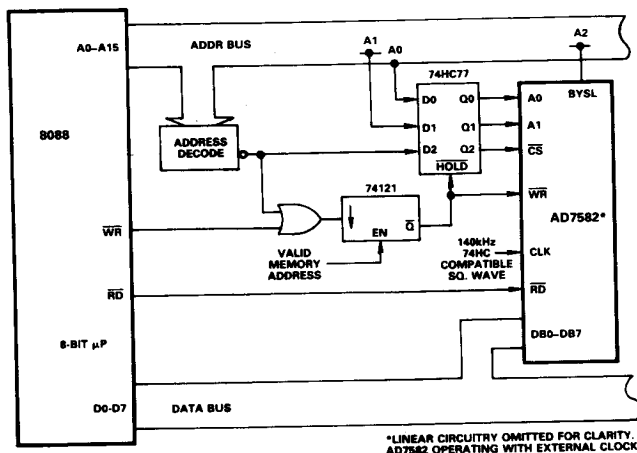 A0–A15
ADDR BUS
A1
A0
A2
74HC77
8088
ADDRESS
DECODE
D0
Q0
D1
Q1
D2
Q2
HOLD
A0
BYSL
A1
CS
WR
AD7582*
CLK
RD
DB0–DB7
74121
EN
Q
WR
VALID
MEMORY
ADDRESS
140kHz
74HC
COMPATIBLE
SQ. WAVE
RD
8-BIT µP
D0-D7
DATA BUS
*LINEAR CIRCUITRY OMITTED FOR CLARITY.
AD7582 OPERATING WITH EXTERNAL CLOCK